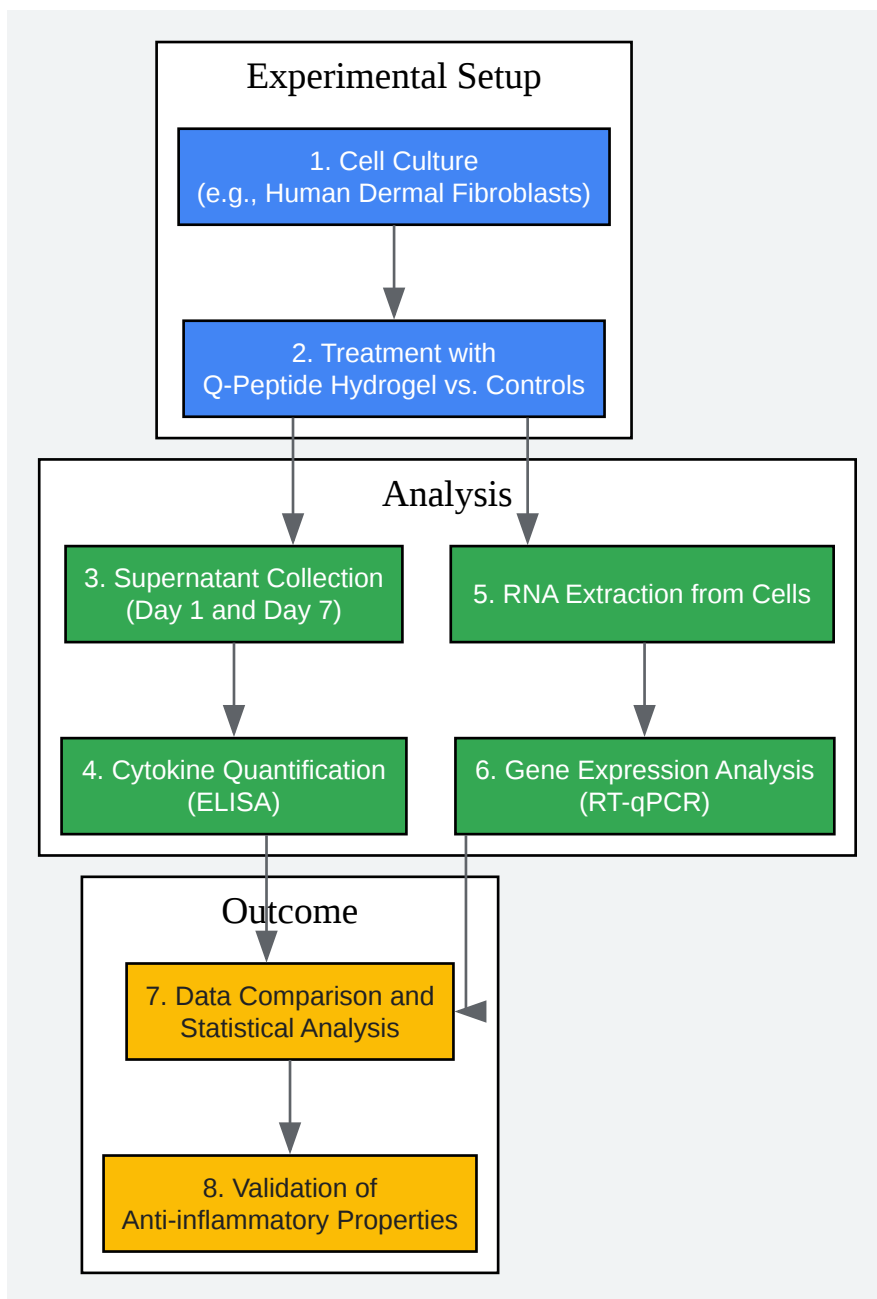 Experimental Setup
1. Cell Culture
(e.g., Human Dermal Fibroblasts)
2. Treatment with
Q-Peptide Hydrogel vs. Controls
Analysis
3. Supernatant Collection
(Day 1 and Day 7)
4. Cytokine Quantification
(ELISA)
5. RNA Extraction from Cells
6. Gene Expression Analysis
(RT-qPCR)
Outcome
7. Data Comparison and
Statistical Analysis
8. Validation of
Anti-inflammatory Properties